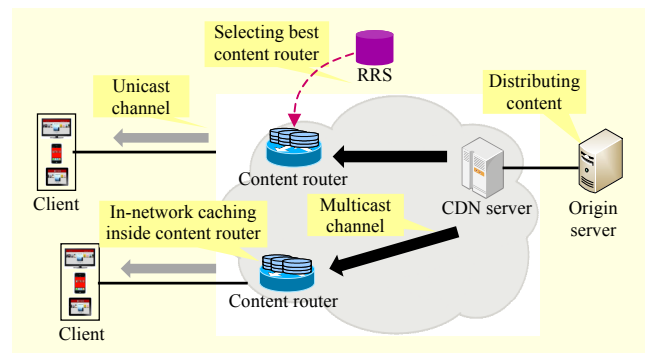 Selecting best
content router
RRS
Unicast
channel
Distributing
content
Content router
Client
In-network caching
inside content router
Multicast
channel
CDN server
Origin
server
Content router
Client